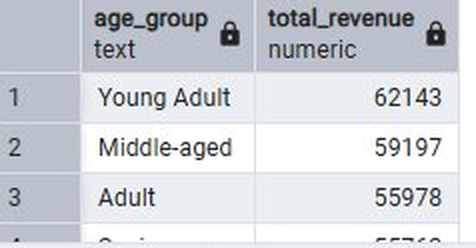 age_group total_revenue
text numeric
1 Young Adult 62143
2 Middle-aged 59197
3 Adult 55978